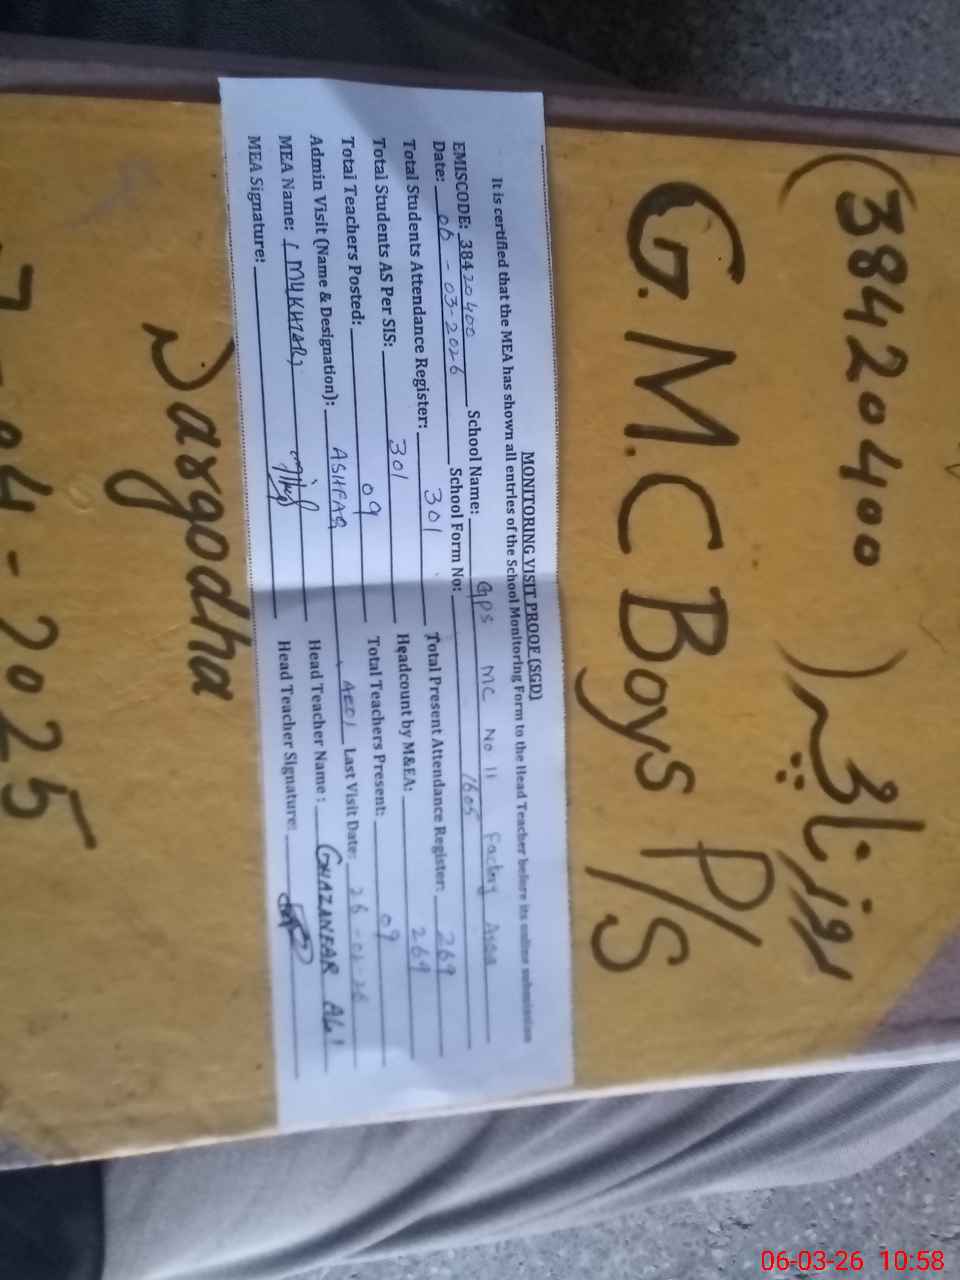 (38420400) روزنامچہ
G.M.C Boys P/S
MONITORING VISIT PROOF (SGD)
It is certified that the MEA has shown all entries of the School Monitoring Form to the Head Teacher before its online submission
EMISCODE: 38420400 School Name: GPS MC No 11 Factory Area
Date: 06-03-2026 School Form No: 1605
Total Students Attendance Register: 301 Total Present Attendance Register: 269
Total Students AS Per SIS: 301 Headcount by M&EA: 269
Total Teachers Posted: 09 Total Teachers Present: 09
Admin Visit (Name & Designation): ASHFAQ, AEO Last Visit Date: 26-02-26
MEA Name: MUKHTAR Head Teacher Name: GHAZANFAR ALI
MEA Signature: Head Teacher Signature:
Sargodha
04-2025
06-03-26 10:58